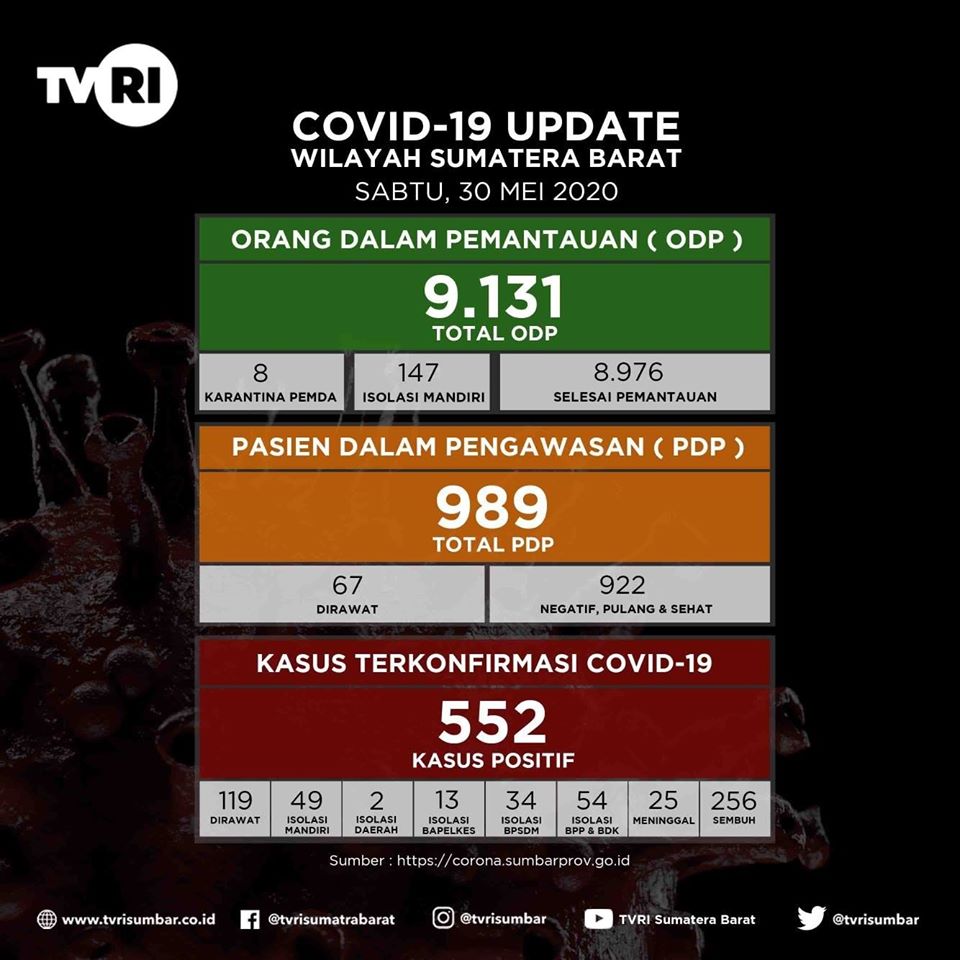 TVRI
COVID-19 UPDATE
WILAYAH SUMATERA BARAT
SABTU, 30 MEI 2020
ORANG DALAM PEMANTAUAN ( ODP )
9.131
TOTAL ODP
8
KARANTINA PEMDA
147
ISOLASI MANDIRI
8.976
SELESAI PEMANTAUAN
PASIEN DALAM PENGAWASAN ( PDP )
989
TOTAL PDP
67
DIRAWAT
922
NEGATIF, PULANG & SEHAT
KASUS TERKONFIRMASI COVID-19
552
KASUS POSITIF
119
DIRAWAT
49
ISOLASI
MANDIRI
2
ISOLASI
DAERAH
13
ISOLASI
BAPELKES
34
ISOLASI
BPSDM
54
ISOLASI
BPP & BDK
25
MENINGGAL
256
SEMBUH
Sumber : https://corona.sumbarprov.go.id
www.tvrisumbar.co.id
@tvrisumatrabarat
@tvrisumbar
TVRI Sumatera Barat
@tvrisumbar